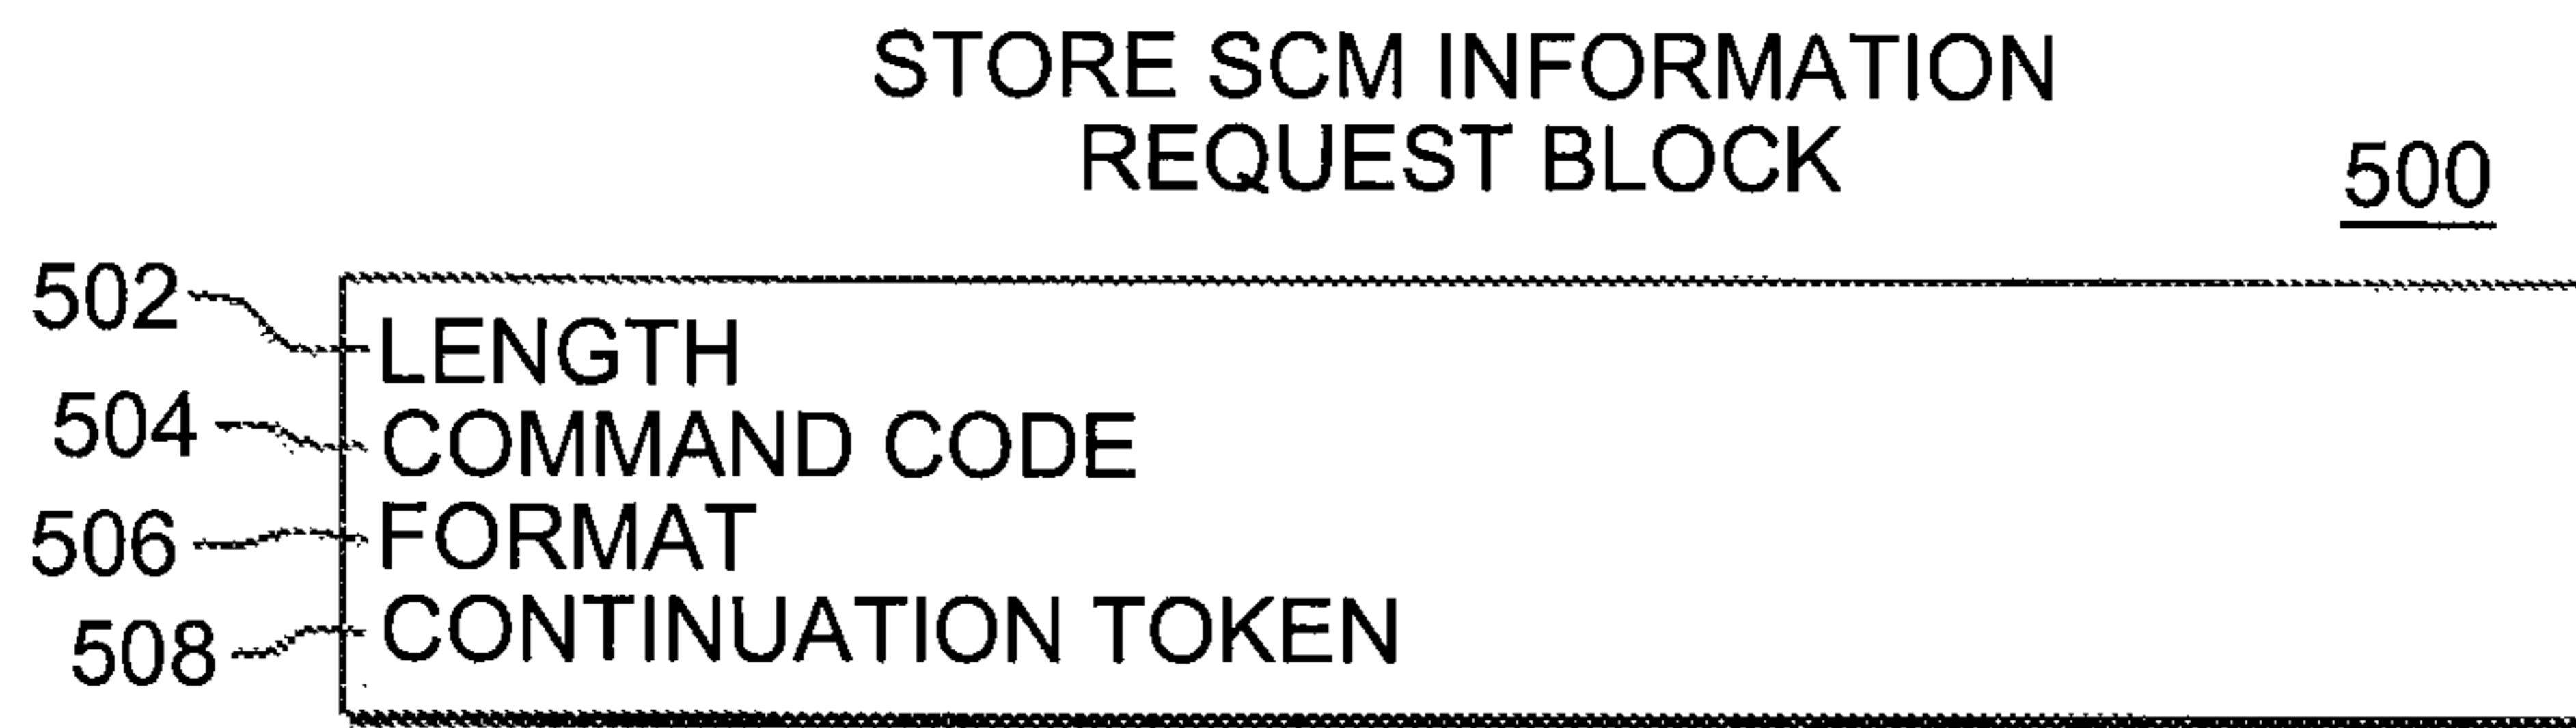 STORE SCM INFORMATION
REQUEST BLOCK
500
502 LENGTH
504 COMMAND CODE
506 FORMAT
508 CONTINUATION TOKEN